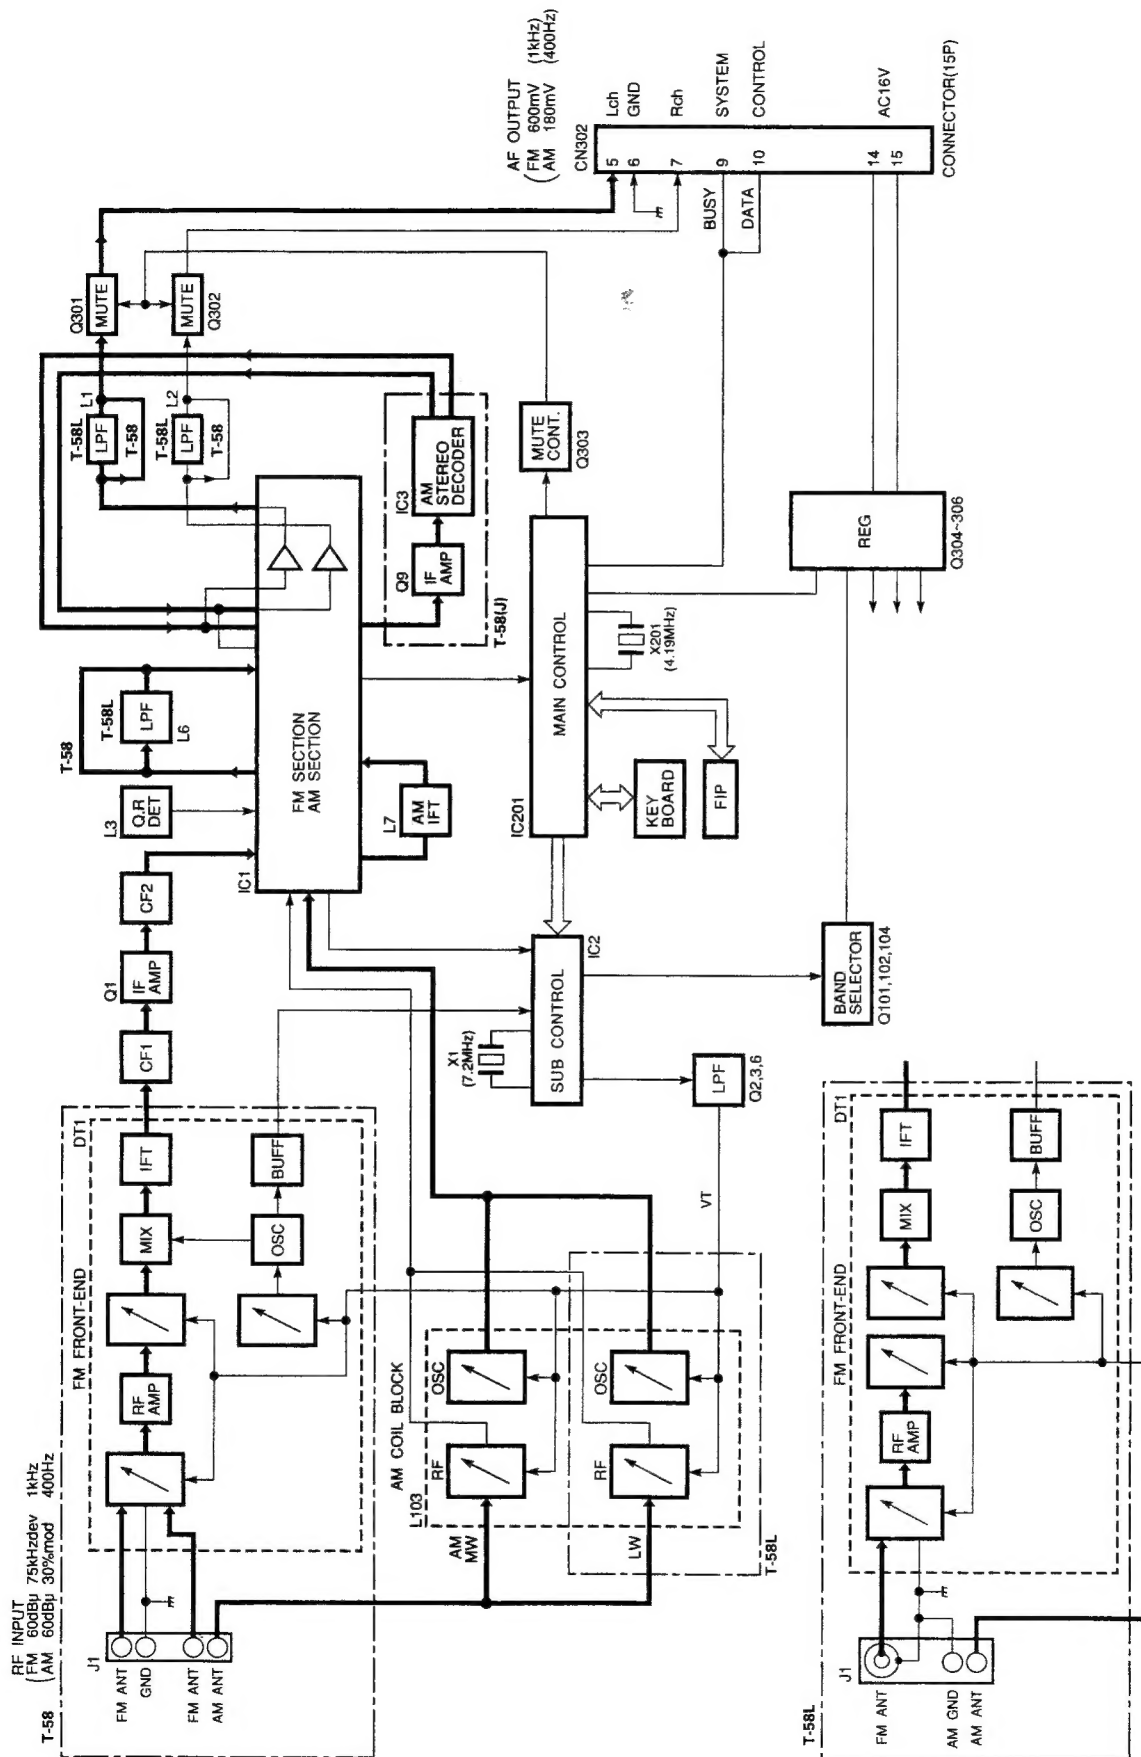 RF INPUT
(FM 60dBµ 75kHzdev 1kHz
AM 60dBµ 30%mod 400Hz
T-58
J1
FM ANT
GND
FM ANT
AM ANT
FM FRONT-END
DT1
RF
AMP
MIX
IFT
OSC
BUFF
CF1
Q1
IF
AMP
CF2
L3
Q.R
DET
T-58
T-58L
LPF
L6
IC1
FM SECTION
AM SECTION
L7
AM
IFT
T-58L
L1
LPF
T-58
T-58L
L2
LPF
T-58
Q301
MUTE
MUTE
Q302
AF OUTPUT
(FM 600mV (1kHz)
AM 180mV (400Hz)
CN302
5 Lch
6 GND
7 Rch
9 SYSTEM
10 CONTROL
14 AC16V
15
BUSY
DATA
CONNECTOR(15P)
Q9
IF
AMP
IC3
AM
STEREO
DECODER
T-58(J)
MUTE
CONT.
Q303
IC201
MAIN CONTROL
X201
(4.19MHz)
KEY
BOARD
FIP
REG
Q304~306
X1
(7.2MHz)
SUB CONTROL
IC2
LPF
Q2,3,6
BAND
SELECTOR
Q101,102,104
VT
AM COIL BLOCK
L103
AM
MW
RF
OSC
LW
RF
OSC
T-58L
T-58L
J1
FM ANT
AM GND
AM ANT
FM FRONT-END
DT1
RF
AMP
MIX
IFT
OSC
BUFF